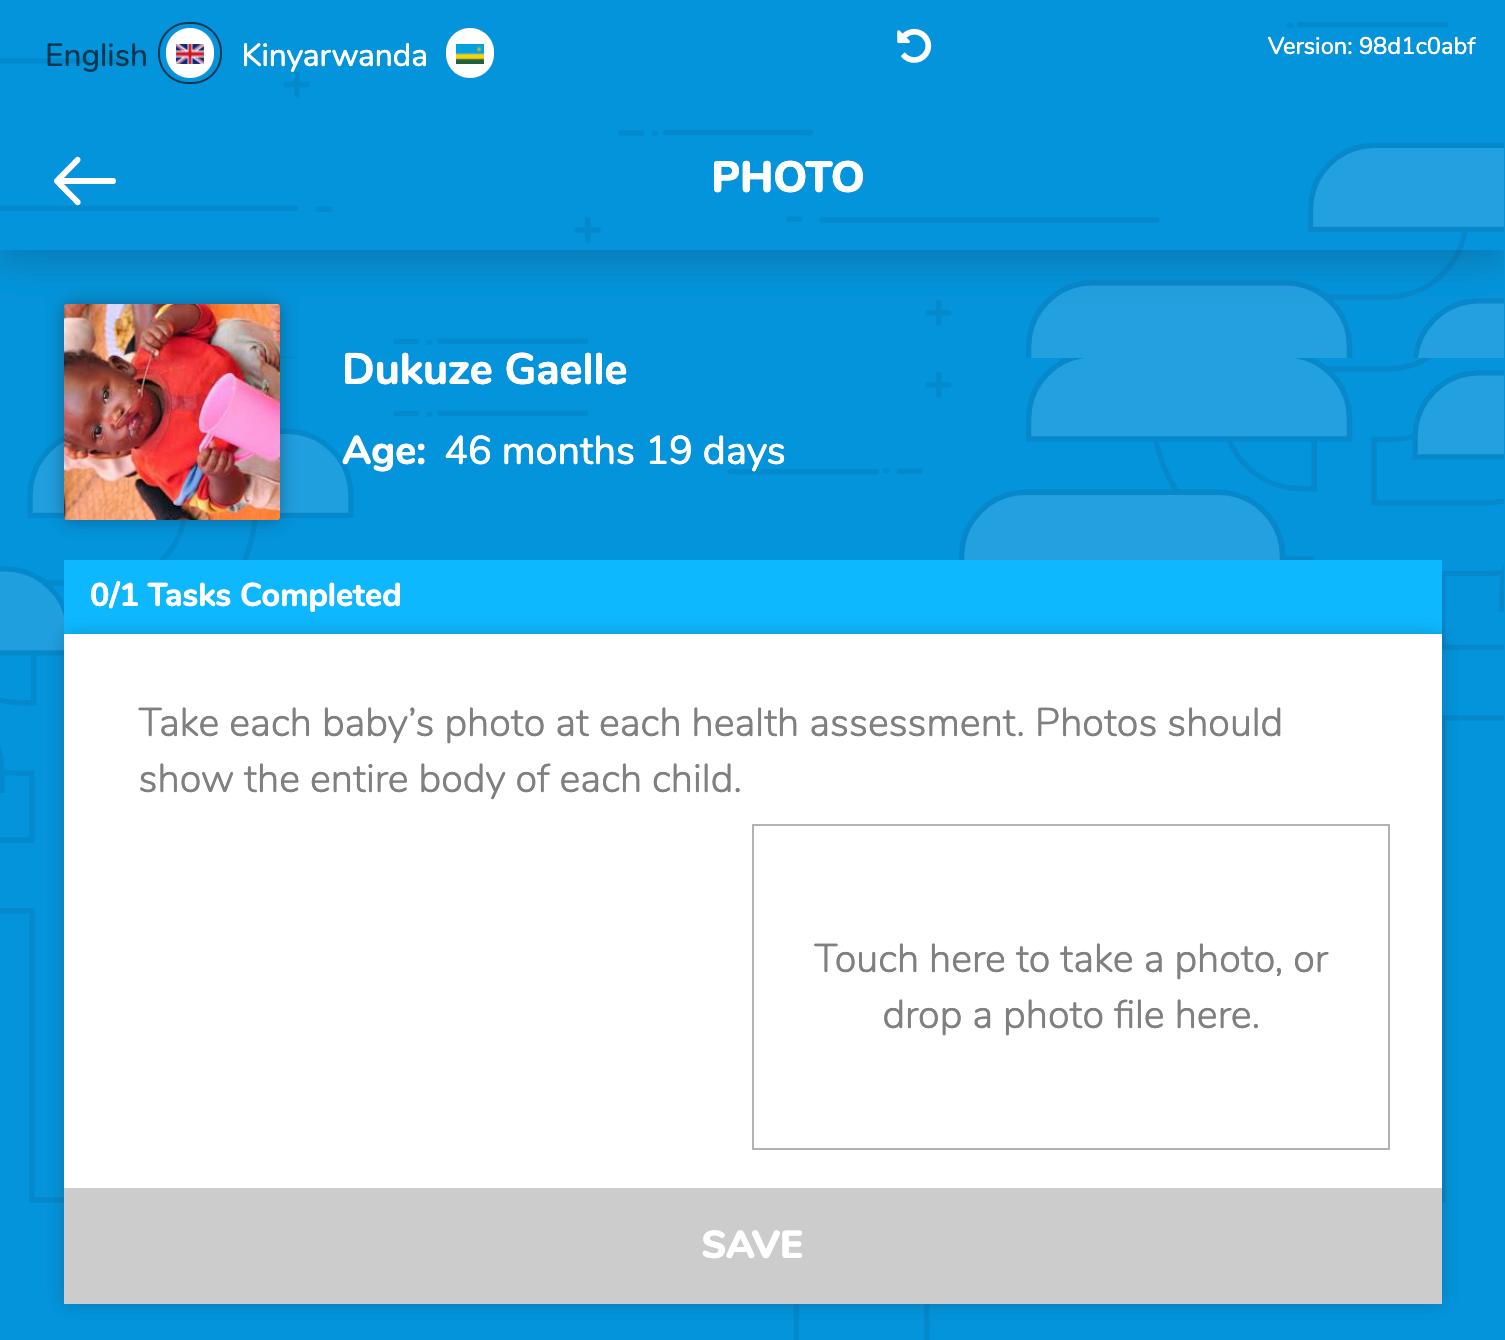 English Kinyarwanda Version: 98d1c0abf
PHOTO
Dukuze Gaelle
Age: 46 months 19 days
0/1 Tasks Completed
Take each baby’s photo at each health assessment. Photos should
show the entire body of each child.
Touch here to take a photo, or
drop a photo file here.
SAVE